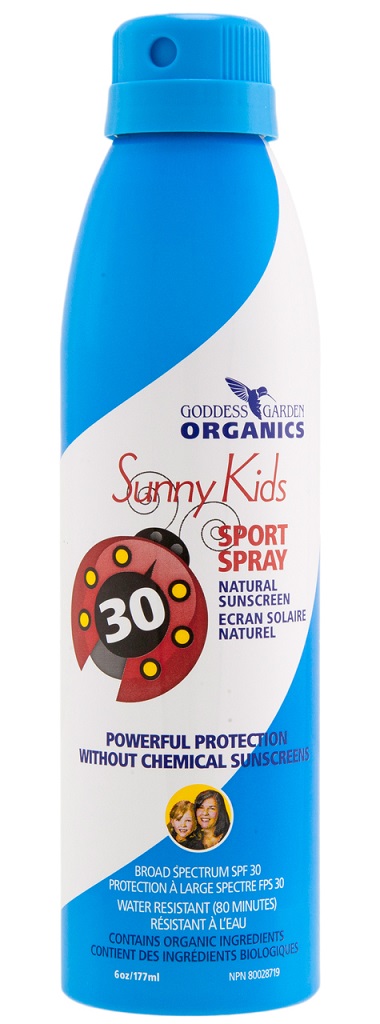 GODDESS GARDEN
ORGANICS
Sunny Kids
SPORT
SPRAY
NATURAL
SUNSCREEN
ECRAN SOLAIRE
NATUREL
30
POWERFUL PROTECTION
WITHOUT CHEMICAL SUNSCREENS
BROAD SPECTRUM SPF 30
PROTECTION À LARGE SPECTRE FPS 30
WATER RESISTANT (80 MINUTES)
RÉSISTANT À L'EAU
CONTAINS ORGANIC INGREDIENTS
CONTIENT DES INGRÉDIENTS BIOLOGIQUES
6oz/177ml NPN 80028719